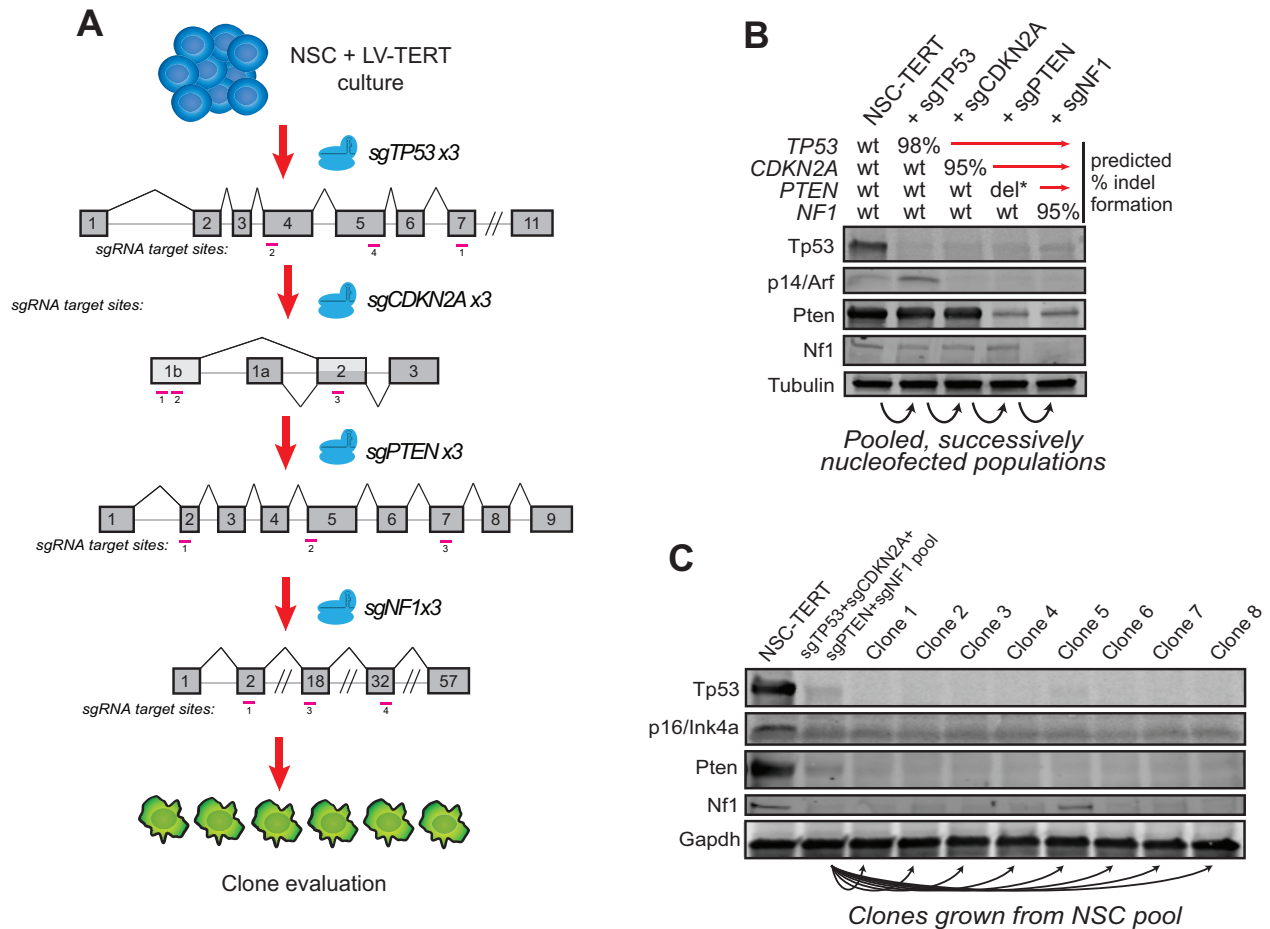 A
NSC + LV-TERT
culture
sgTP53 x3
1 2 3 4 5 6 7 11
sgRNA target sites: 2 4 1
sgCDKN2A x3
sgRNA target sites:
1b 1a 2 3
1 2 3
sgPTEN x3
1 2 3 4 5 6 7 8 9
sgRNA target sites: 1 2 3
sgNF1x3
1 2 18 32 57
sgRNA target sites: 1 3 4
Clone evaluation
B
NSC-TERT
+ sgTP53
+ sgCDKN2A
+ sgPTEN
+ sgNF1
TP53 wt 98%
CDKN2A wt wt 95%
PTEN wt wt wt del*
NF1 wt wt wt wt 95%
predicted
% indel
formation
Tp53
p14/Arf
Pten
Nf1
Tubulin
Pooled, successively
nucleofected populations
C
NSC-TERT
sgTP53+sgCDKN2A+
sgPTEN+sgNF1 pool
Clone 1
Clone 2
Clone 3
Clone 4
Clone 5
Clone 6
Clone 7
Clone 8
Tp53
p16/Ink4a
Pten
Nf1
Gapdh
Clones grown from NSC pool